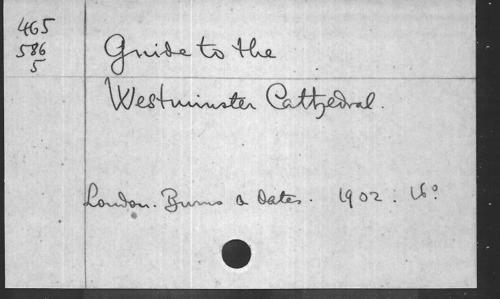 465
586
5
Guide to the
Westminster Cathedral.
London. Burns & Oates. 1902. 16°